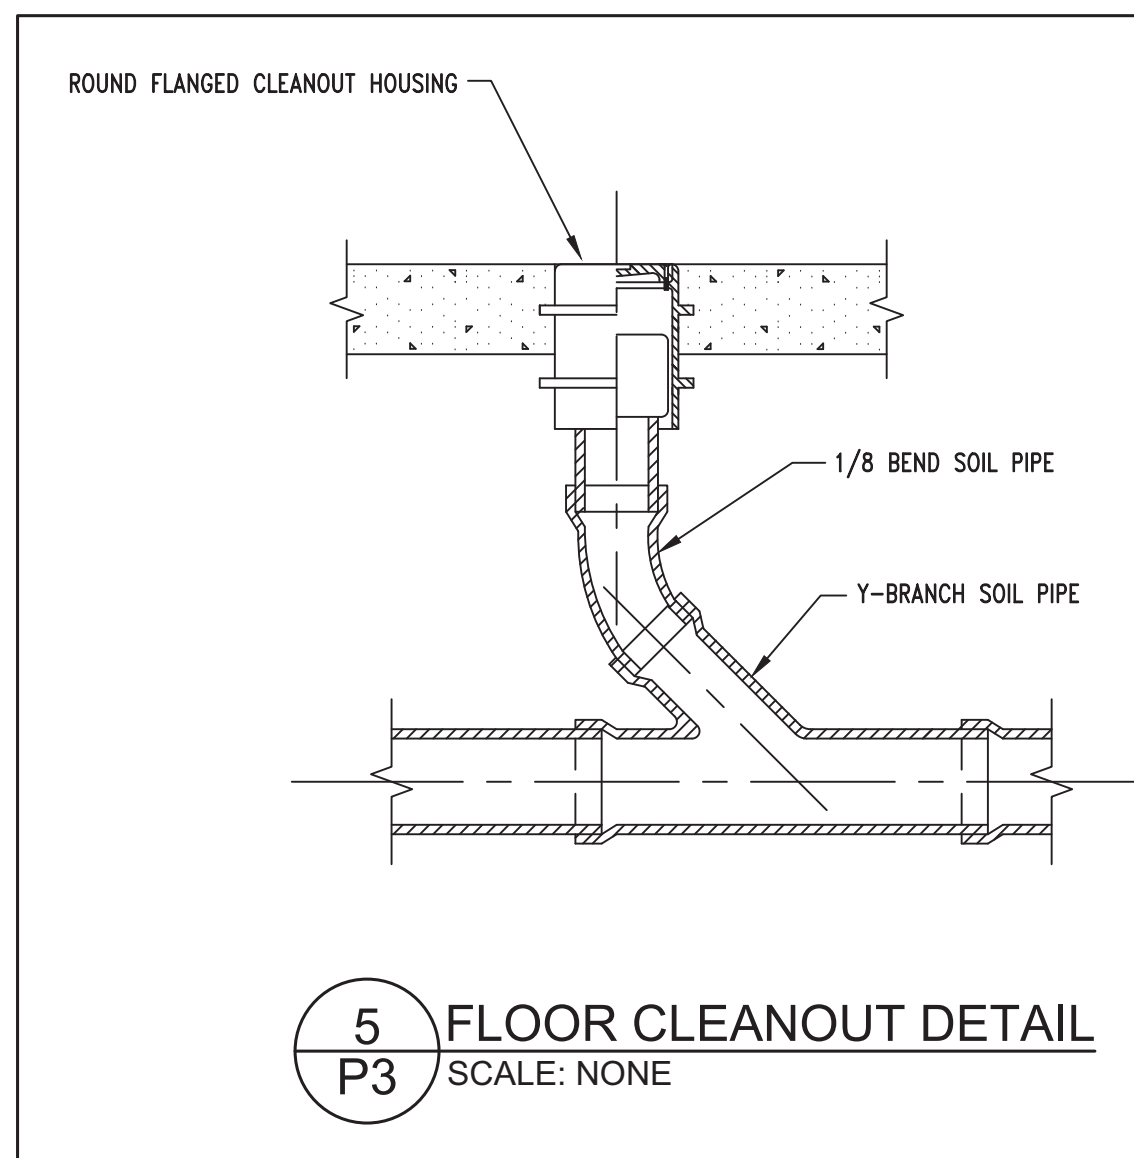 ROUND FLANGED CLEANOUT HOUSING
1/8 BEND SOIL PIPE
Y-BRANCH SOIL PIPE
5
P3
FLOOR CLEANOUT DETAIL
SCALE: NONE